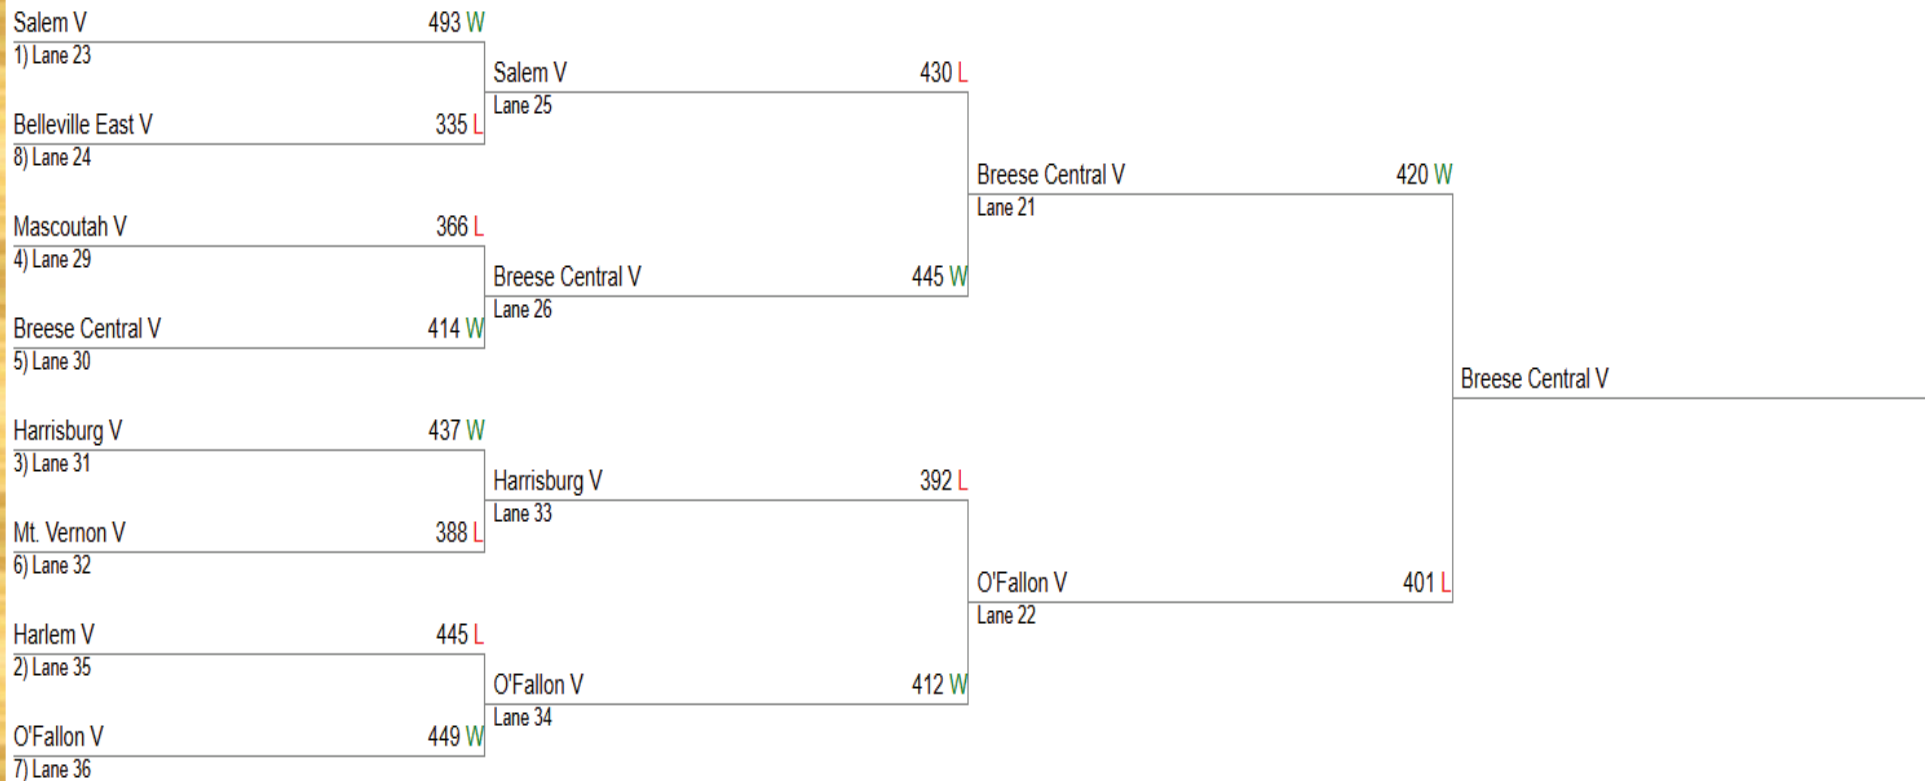 Salem V 493 W
1) Lane 23
Belleville East V 335 L
8) Lane 24
Mascoutah V 366 L
4) Lane 29
Breese Central V 414 W
5) Lane 30
Harrisburg V 437 W
3) Lane 31
Mt. Vernon V 388 L
6) Lane 32
Harlem V 445 L
2) Lane 35
O'Fallon V 449 W
7) Lane 36
Salem V 430 L
Lane 25
Breese Central V 445 W
Lane 26
Harrisburg V 392 L
Lane 33
O'Fallon V 412 W
Lane 34
Breese Central V 420 W
Lane 21
O'Fallon V 401 L
Lane 22
Breese Central V